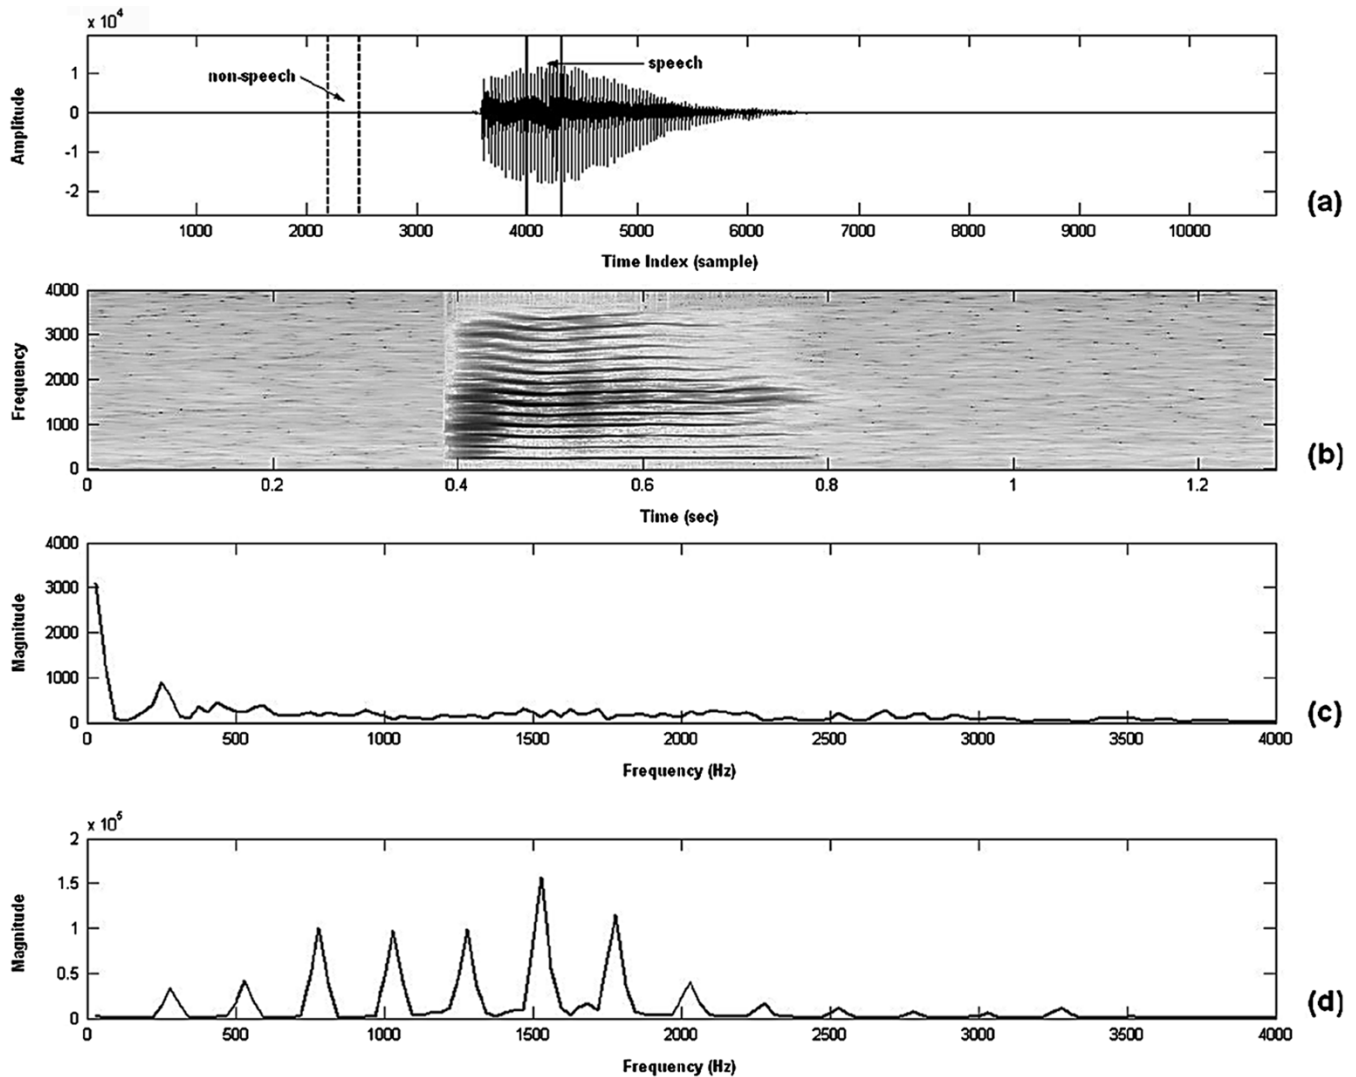 x 10⁴
1
0
-1
-2
Amplitude
non-speech
speech
1000 2000 3000 4000 5000 6000 7000 8000 9000 10000
Time Index (sample)
(a)
4000
3000
2000
1000
0
Frequency
0 0.2 0.4 0.6 0.8 1 1.2
Time (sec)
(b)
4000
3000
2000
1000
0
Magnitude
0 500 1000 1500 2000 2500 3000 3500 4000
Frequency (Hz)
(c)
x 10⁵
2
1.5
1
0.5
0
Magnitude
0 500 1000 1500 2000 2500 3000 3500 4000
Frequency (Hz)
(d)